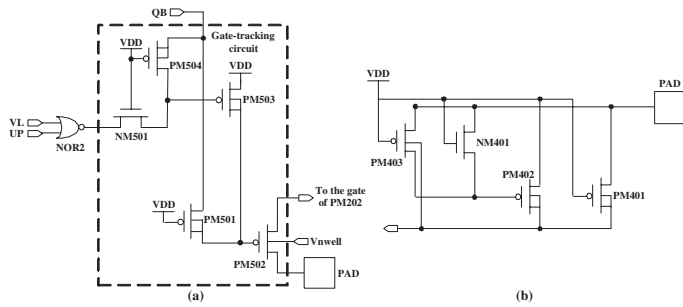 QB
Gate-tracking
circuit
VDD
PM504
VDD
PM503
VL
UP
NOR2
NM501
VDD
PM501
To the gate
of PM202
Vnwell
PM502
PAD
(a)
VDD
PAD
PM403
NM401
PM402
PM401
(b)